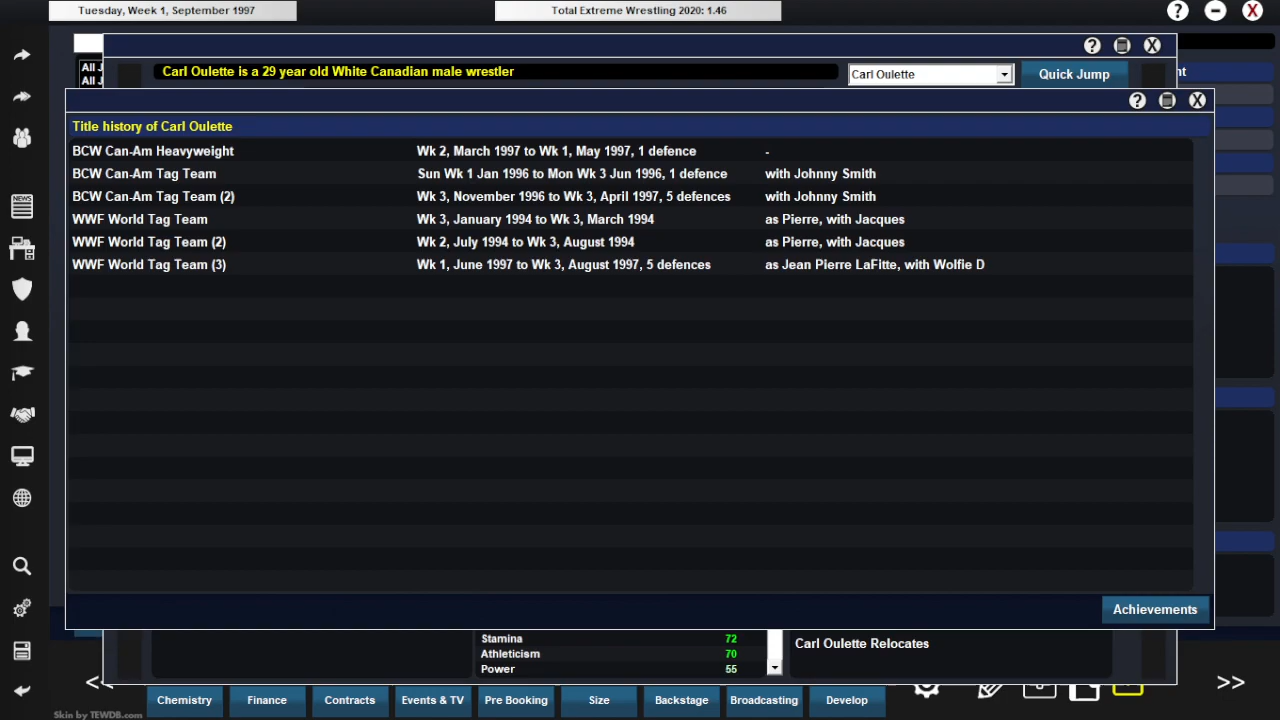 Tuesday, Week 1, September 1997
Total Extreme Wrestling 2020: 1.46
All J
All J
Carl Oulette is a 29 year old White Canadian male wrestler
Carl Oulette
Quick Jump
Title history of Carl Oulette
BCW Can-Am Heavyweight Wk 2, March 1997 to Wk 1, May 1997, 1 defence -
BCW Can-Am Tag Team Sun Wk 1 Jan 1996 to Mon Wk 3 Jun 1996, 1 defence with Johnny Smith
BCW Can-Am Tag Team (2) Wk 3, November 1996 to Wk 3, April 1997, 5 defences with Johnny Smith
WWF World Tag Team Wk 3, January 1994 to Wk 3, March 1994 as Pierre, with Jacques
WWF World Tag Team (2) Wk 2, July 1994 to Wk 3, August 1994 as Pierre, with Jacques
WWF World Tag Team (3) Wk 1, June 1997 to Wk 3, August 1997, 5 defences as Jean Pierre LaFitte, with Wolfie D
Achievements
Stamina 72
Athleticism 70
Power 55
Carl Oulette Relocates
NEWS
<<
Chemistry
Finance
Contracts
Events & TV
Pre Booking
Size
Backstage
Broadcasting
Develop
>>
Skin by TEWDB.com